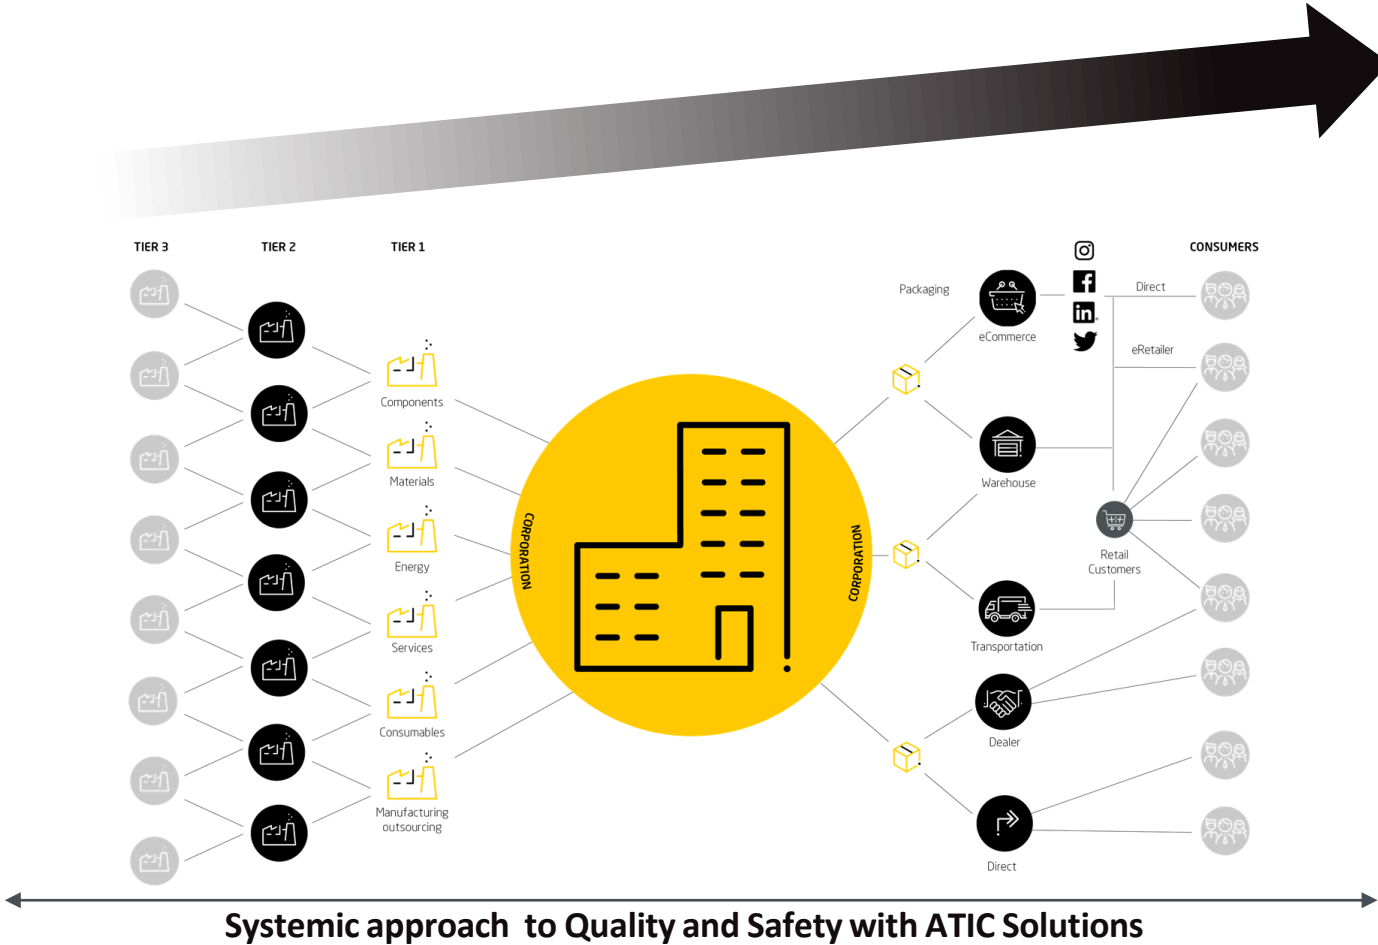 TIER 3
TIER 2
TIER 1
CONSUMERS
Packaging
Direct
in
eCommerce
eRetailer
Components
Materials
Warehouse
CORPORATION
CORPORATION
Energy
Retail
Customers
Services
Transportation
Consumables
Dealer
Manufacturing
outsourcing
Direct
Systemic approach to Quality and Safety with ATIC Solutions